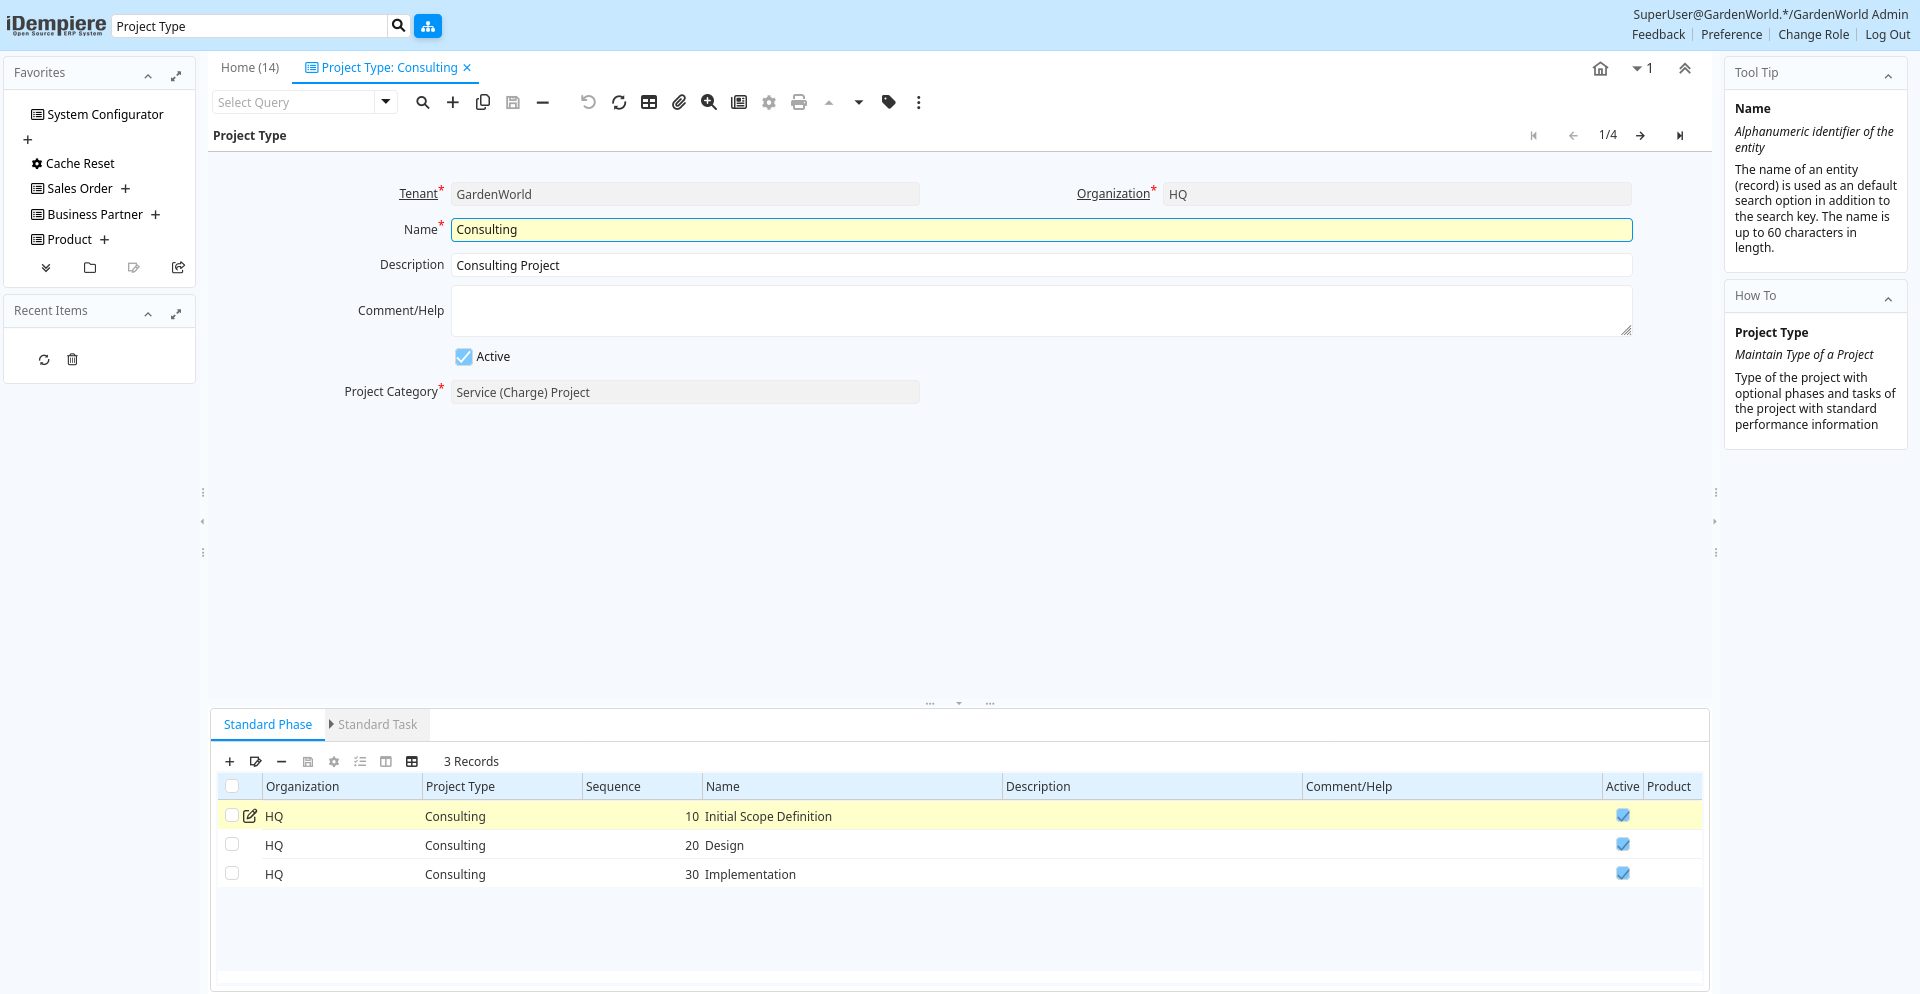 iDempiere
Open Source ERP System
Project Type
SuperUser@GardenWorld.*/GardenWorld Admin
Feedback
Preference
Change Role
Log Out
Favorites
System Configurator
Cache Reset
Sales Order
Business Partner
Product
Recent Items
Home (14)
Project Type: Consulting
1
Select Query
Project Type
1/4
Tenant*
GardenWorld
Organization*
HQ
Name*
Consulting
Description
Consulting Project
Comment/Help
Active
Project Category*
Service (Charge) Project
Standard Phase
Standard Task
3 Records
Organization Project Type Sequence Name Description Comment/Help Active Product
HQ Consulting 10 Initial Scope Definition
HQ Consulting 20 Design
HQ Consulting 30 Implementation
Tool Tip
Name
Alphanumeric identifier of the
entity
The name of an entity
(record) is used as an default
search option in addition to
the search key. The name is
up to 60 characters in
length.
How To
Project Type
Maintain Type of a Project
Type of the project with
optional phases and tasks of
the project with standard
performance information